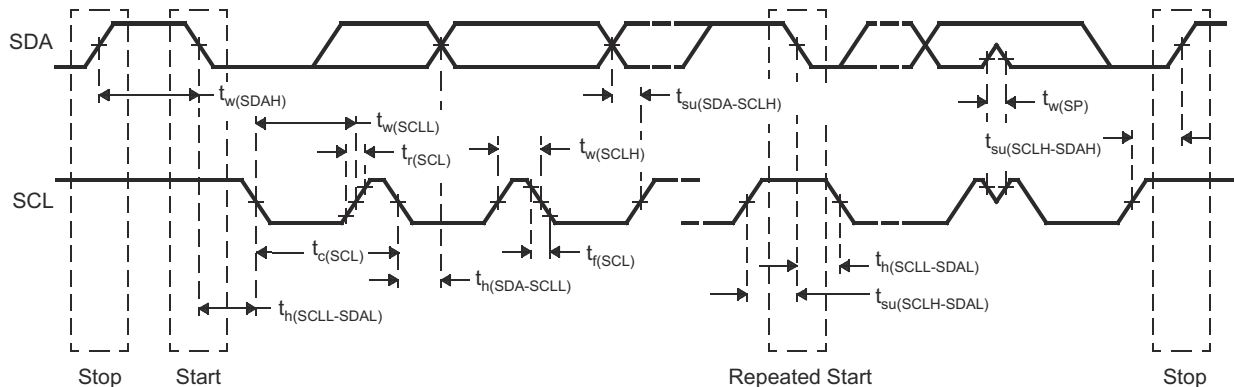 SDA
t_w(SDAH)
t_su(SDA-SCLH)
t_w(SP)
t_w(SCLL)
t_r(SCL)
t_w(SCLH)
t_su(SCLH-SDAH)
SCL
t_c(SCL)
t_f(SCL)
t_h(SDA-SCLL)
t_h(SCLL-SDAL)
t_h(SCLL-SDAL)
t_su(SCLH-SDAL)
Stop
Start
Repeated Start
Stop